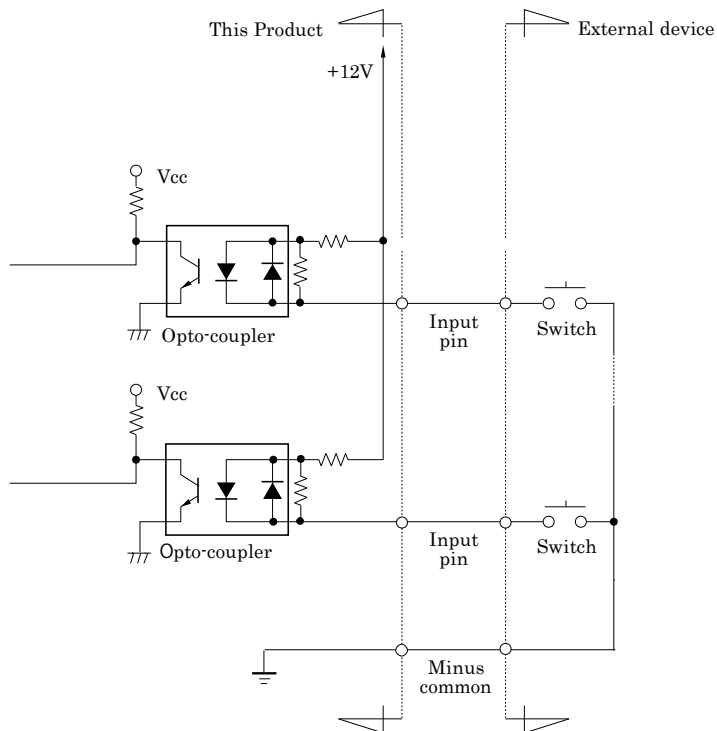 This Product
External device
+12V
Vcc
Opto-coupler
Input
pin
Switch
Vcc
Opto-coupler
Input
pin
Switch
Minus
common